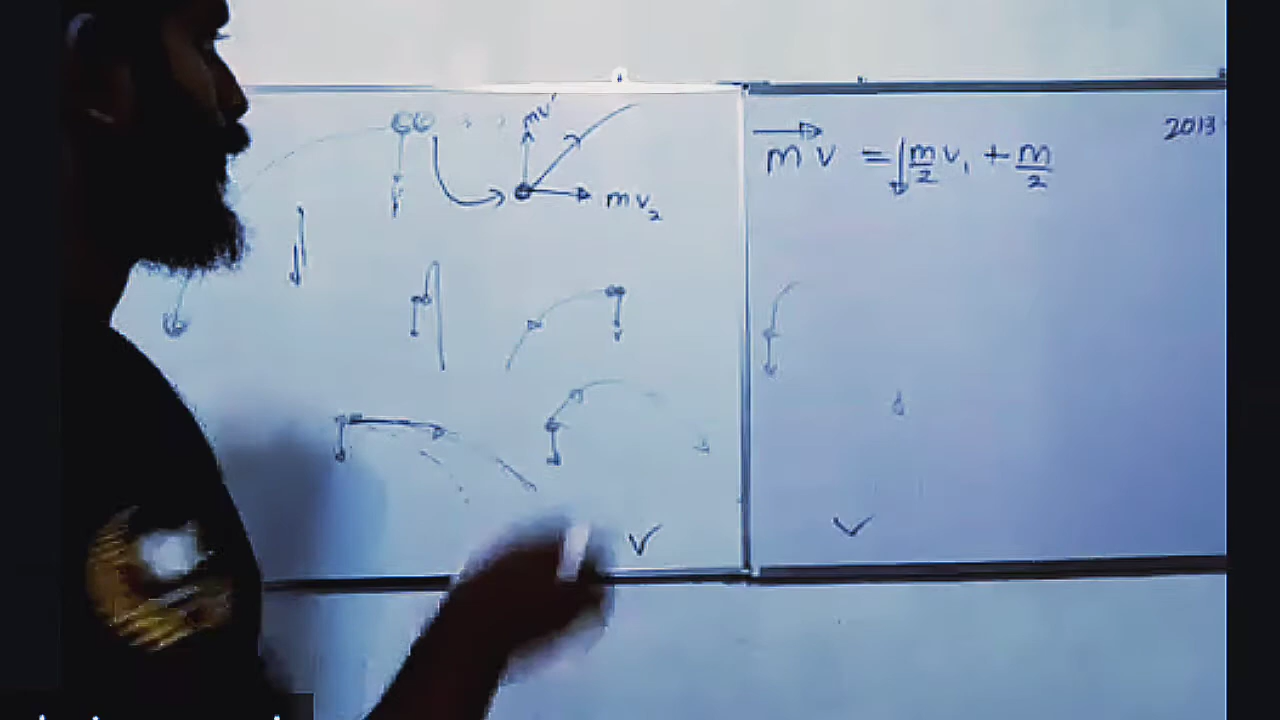 mv'
mv₂
v
v
2013
mv = m/2 v₁ + m/2